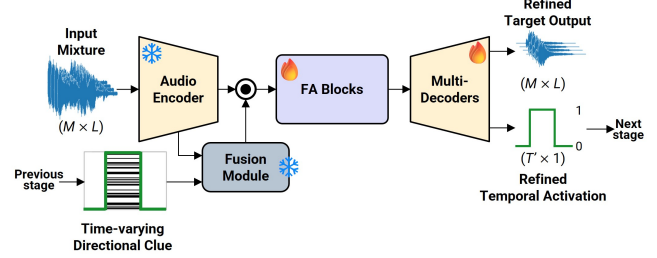 Input
Mixture
(M × L)
Audio
Encoder
FA Blocks
Multi-
Decoders
Refined
Target Output
(M × L)
1
0
Next
stage
(T' × 1)
Refined
Temporal Activation
Previous
stage
Fusion
Module
Time-varying
Directional Clue